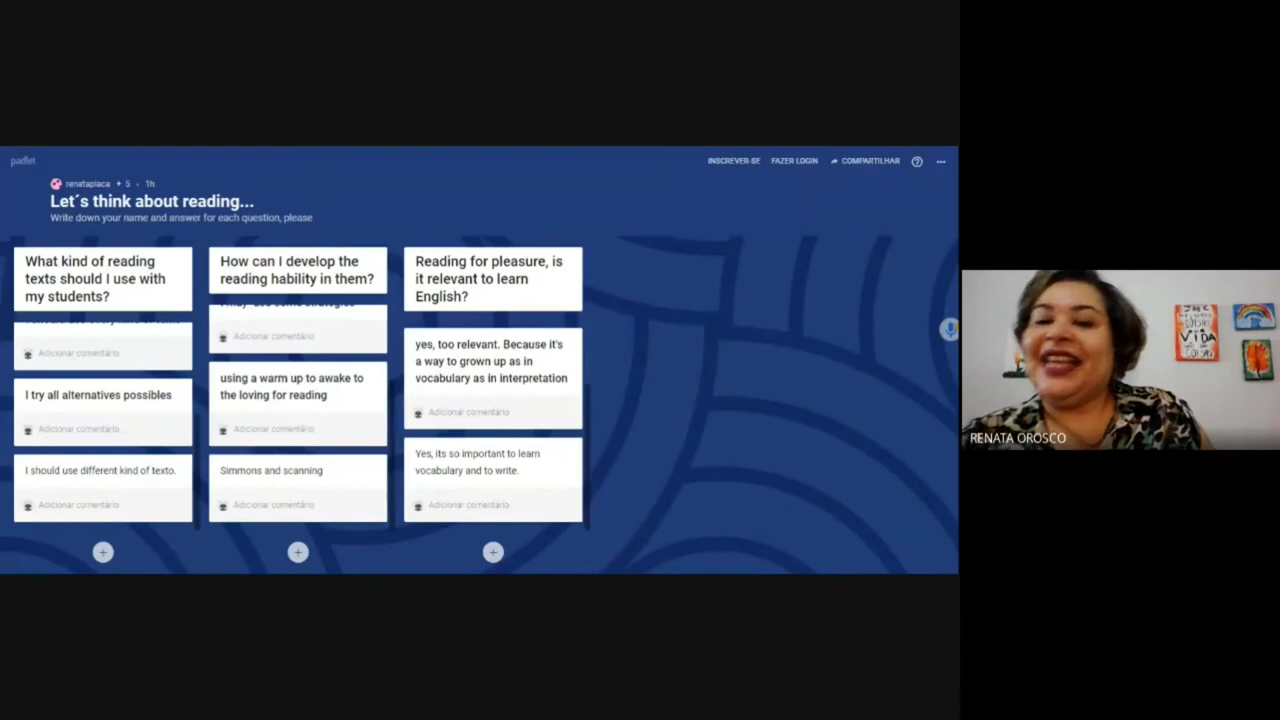 padlet
INSCREVER-SE FAZER LOGIN COMPARTILHAR
renatapiaca + 5 • 1h
Let´s think about reading...
Write down your name and answer for each question, please
What kind of reading
texts should I use with
my students?
Adicionar comentário
I try all alternatives possibles
Adicionar comentário
I should use different kind of texto.
Adicionar comentário
How can I develop the
reading hability in them?
I may use some strategies
Adicionar comentário
using a warm up to awake to
the loving for reading
Adicionar comentário
Simmons and scanning
Adicionar comentário
Reading for pleasure, is
it relevant to learn
English?
yes, too relevant. Because it's
a way to grown up as in
vocabulary as in interpretation
Adicionar comentário
Yes, its so important to learn
vocabulary and to write.
Adicionar comentário
VIDA
RENATA OROSCO